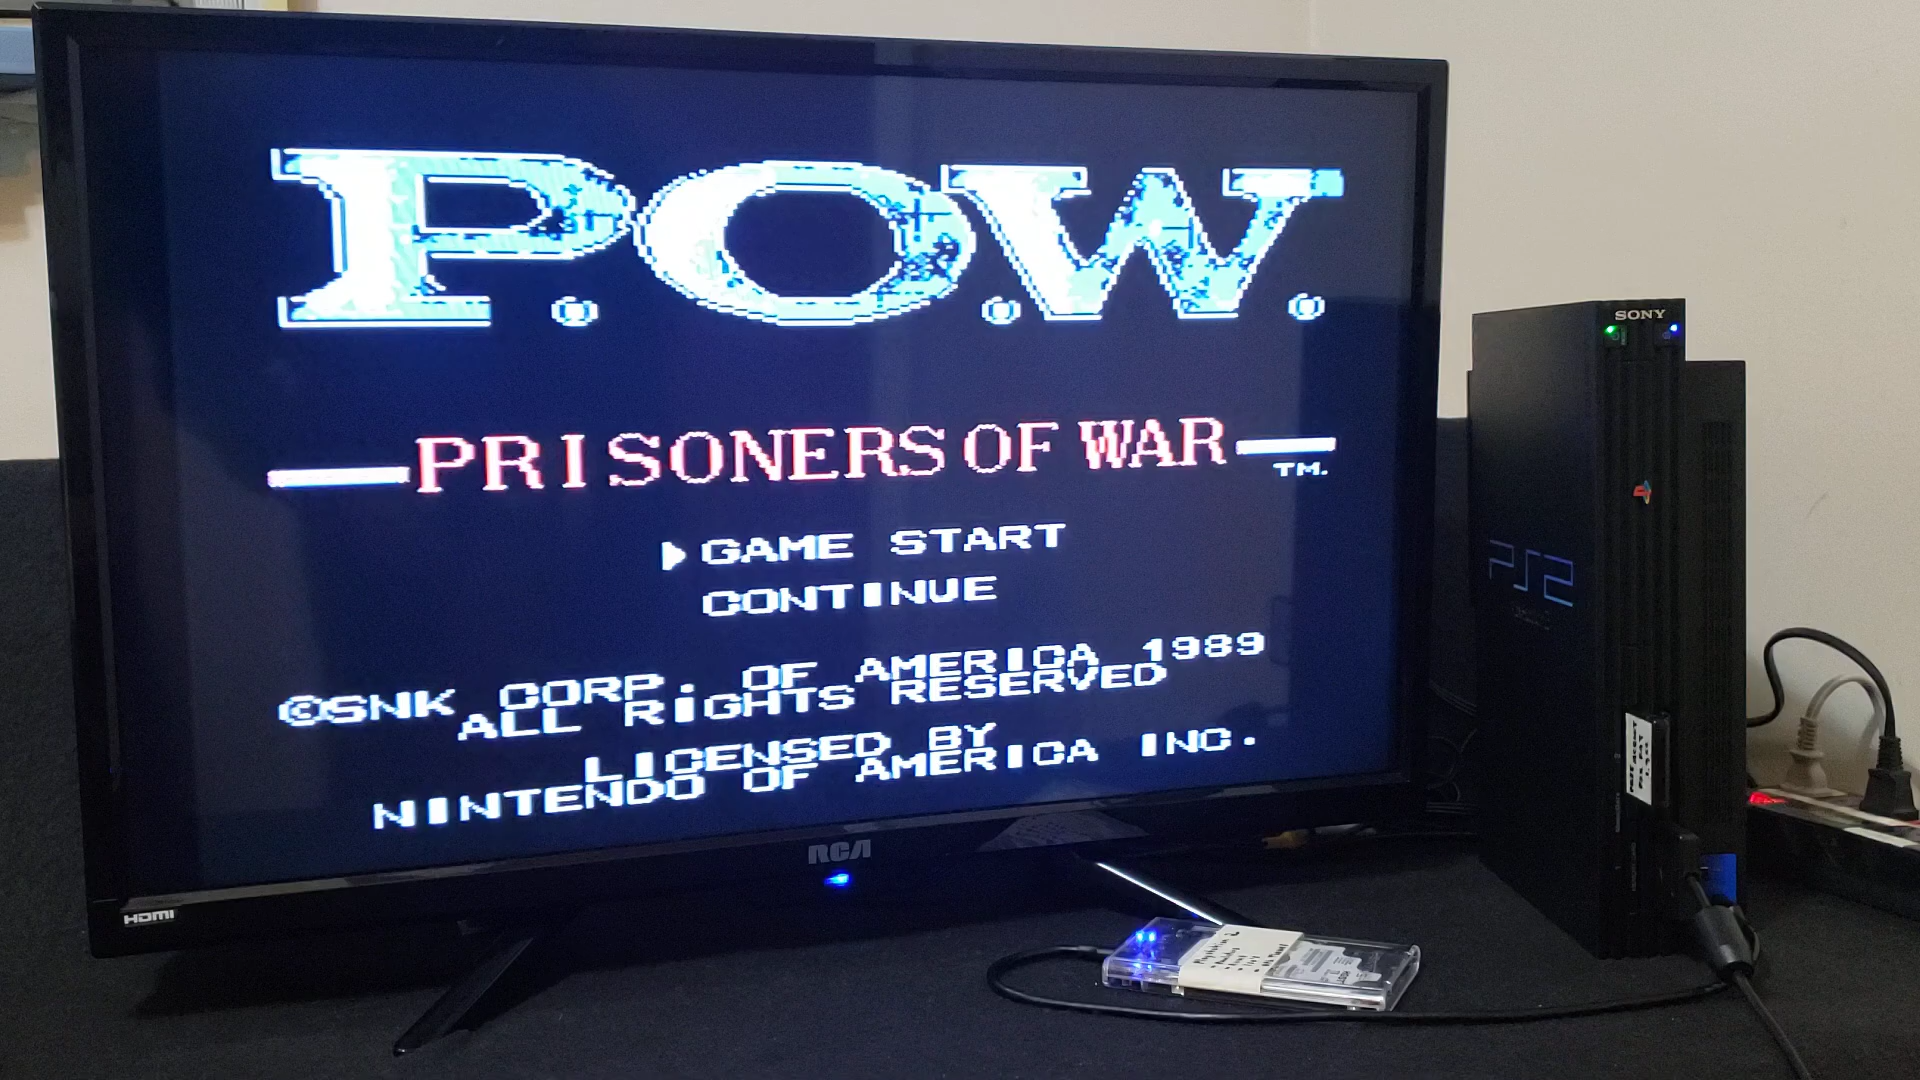 P.O.W.
PRISONERS OF WAR
TM.
GAME START
CONTINUE
©SNK CORP. OF AMERICA 1989
ALL RIGHTS RESERVED
LICENSED BY
NINTENDO OF AMERICA INC.
RCA
HDMI
SONY
PS2